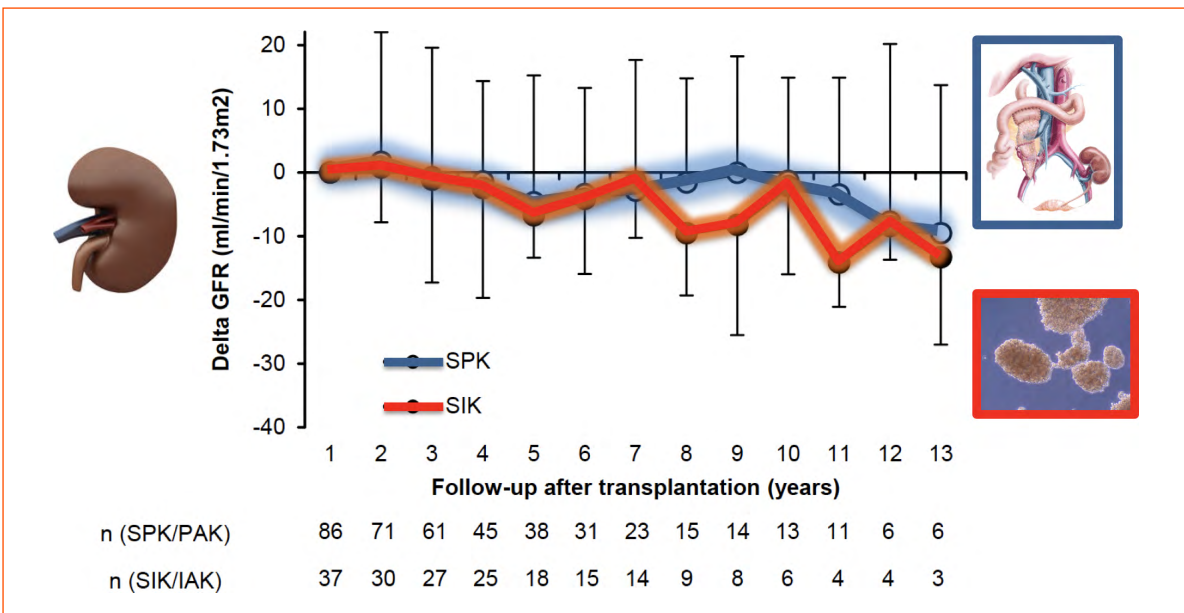 Delta GFR (ml/min/1.73m2)
20
10
0
-10
-20
-30
-40
SPK
SIK
1 2 3 4 5 6 7 8 9 10 11 12 13
Follow-up after transplantation (years)
n (SPK/PAK) 86 71 61 45 38 31 23 15 14 13 11 6 6
n (SIK/IAK) 37 30 27 25 18 15 14 9 8 6 4 4 3